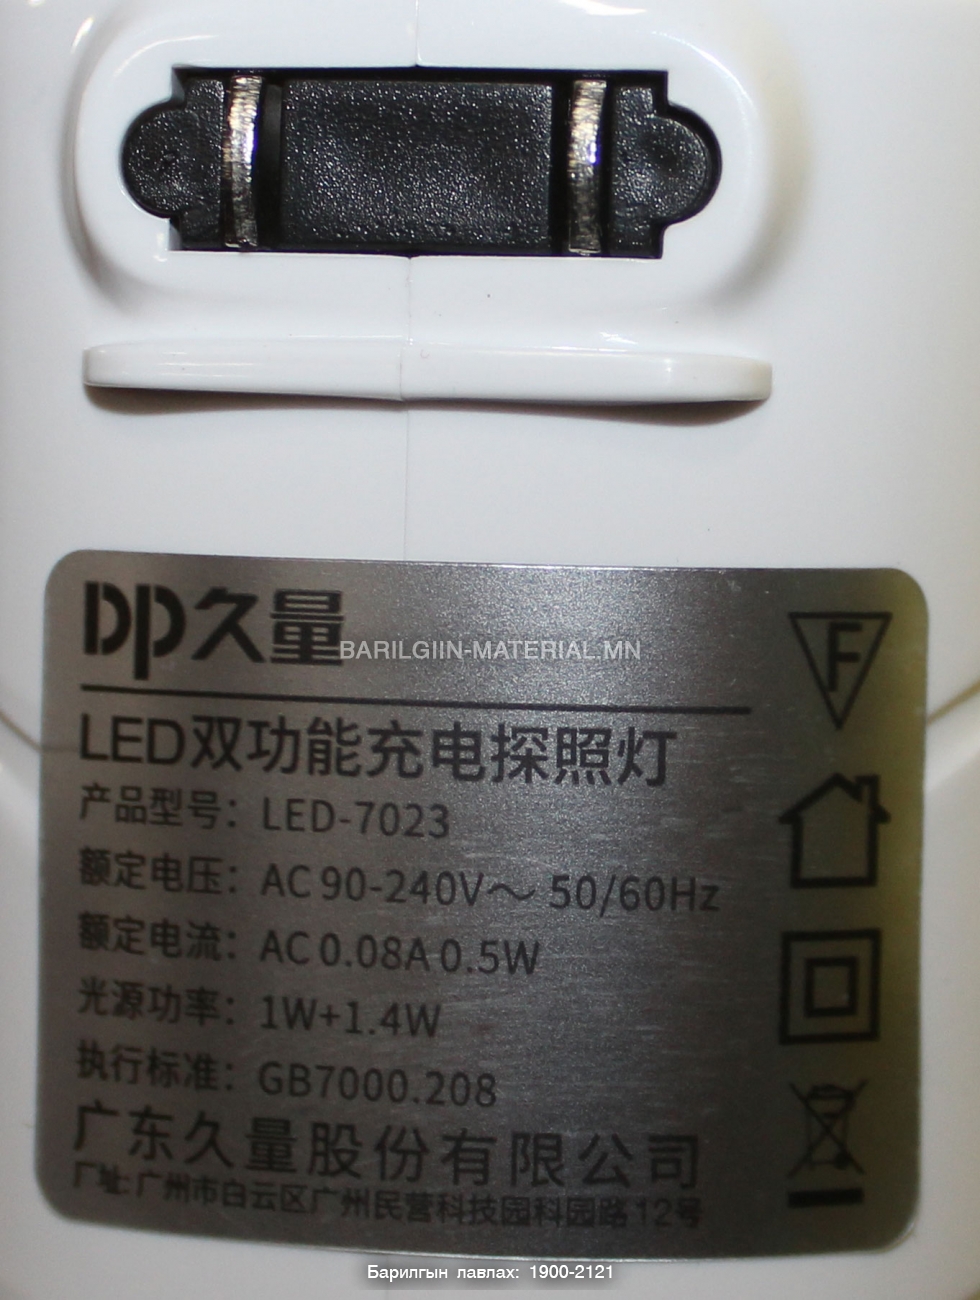 DP久量
BARILGIIN-MATERIAL.MN
F
LED双功能充电探照灯
产品型号：LED-7023
额定电压：AC 90-240V～ 50/60Hz
额定电流：AC 0.08A 0.5W
光源功率：1W+1.4W
执行标准：GB7000.208
广东久量股份有限公司
厂址：广州市白云区广州民营科技园科园路12号
Барилгын лавлах: 1900-2121